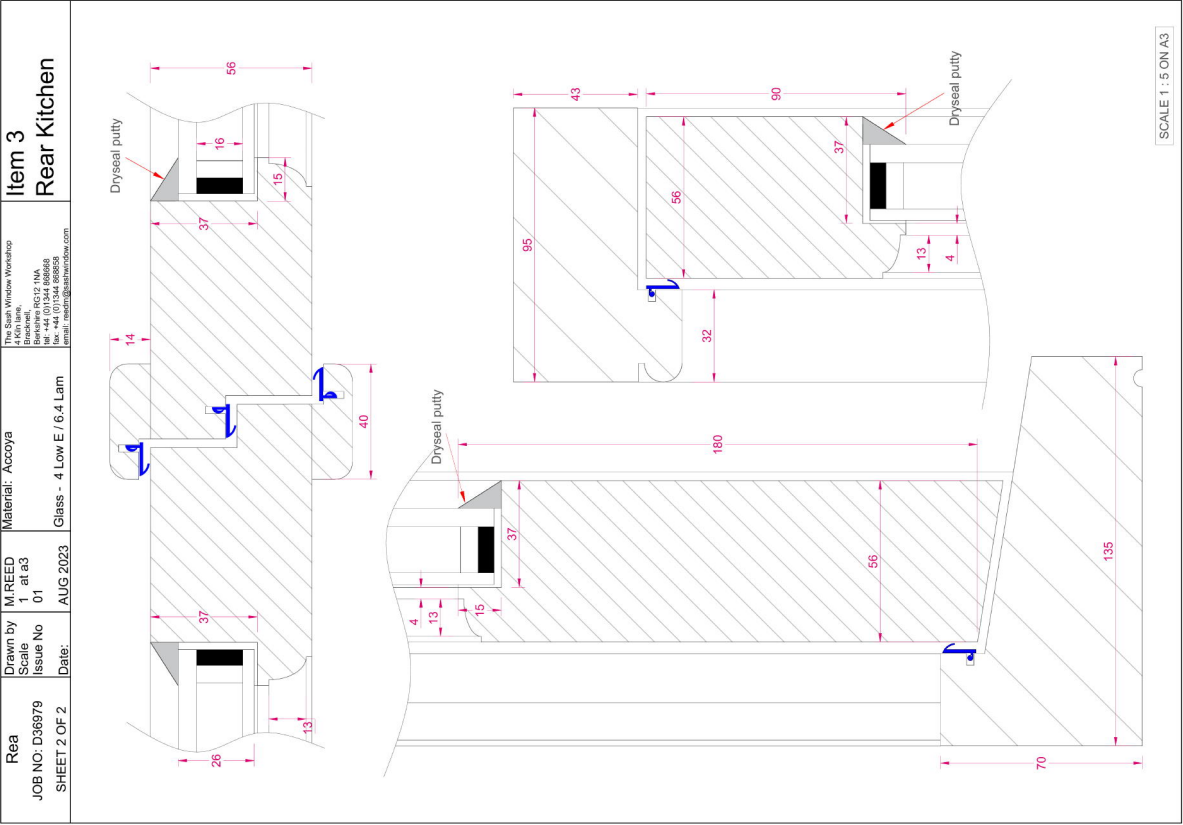 Item 3
Rear Kitchen
The Sash Window Workshop
4 Kiln lane,
Bracknell,
Berkshire RG12 1NA
tel: +44 (0)1344 868668
fax: +44 (0)1344 868858
email: reedm@sashwindow.com
Material: Accoya
Glass - 4 Low E / 6.4 Lam
Drawn by M.REED
Scale 1 at a3
Issue No 01
Date: AUG 2023
Rea
JOB NO: D36979
SHEET 2 OF 2
SCALE 1 : 5 ON A3
Dryseal putty
56
16
15
37
14
40
37
13
26
Dryseal putty
43
90
37
56
95
13
4
32
Dryseal putty
180
37
56
4
13
15
135
70